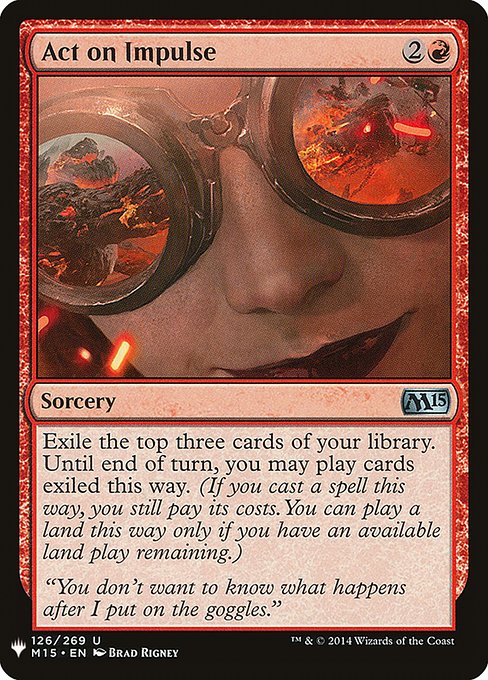 Act on Impulse 2
Sorcery M15
Exile the top three cards of your library.
Until end of turn, you may play cards
exiled this way. (If you cast a spell this
way, you still pay its costs. You can play a
land this way only if you have an available
land play remaining.)
“You don’t want to know what happens
after I put on the goggles.”
126/269 U
M15 • EN Brad Rigney
™ & © 2014 Wizards of the Coast